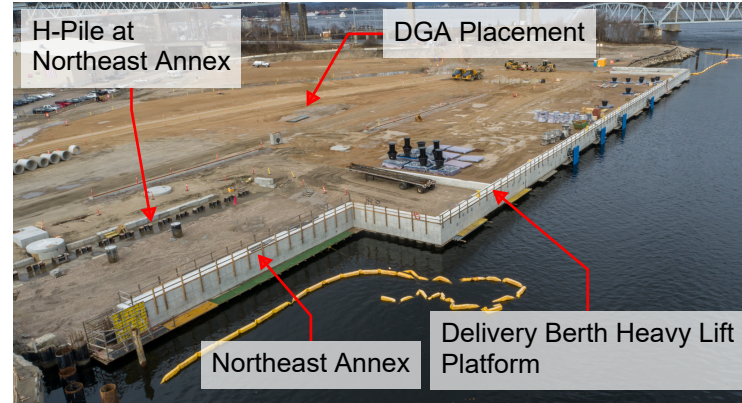 H-Pile at
Northeast Annex
DGA Placement
Northeast Annex
Delivery Berth Heavy Lift
Platform